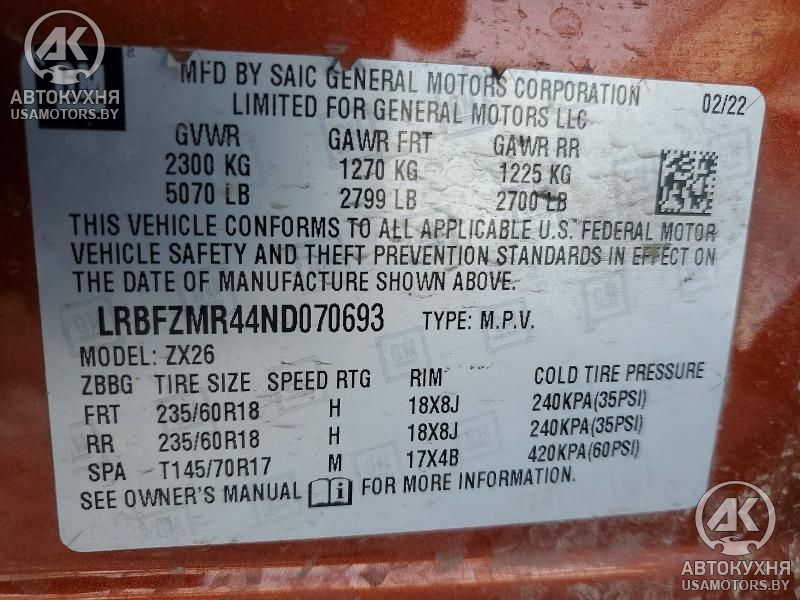 MFD BY SAIC GENERAL MOTORS CORPORATION
LIMITED FOR GENERAL MOTORS LLC
02/22
GVWR GAWR FRT GAWR RR
2300 KG 1270 KG 1225 KG
5070 LB 2799 LB 2700 LB
THIS VEHICLE CONFORMS TO ALL APPLICABLE U.S. FEDERAL MOTOR
VEHICLE SAFETY AND THEFT PREVENTION STANDARDS IN EFFECT ON
THE DATE OF MANUFACTURE SHOWN ABOVE.
LRBFZMR44ND070693 TYPE: M.P.V.
MODEL: ZX26
ZBBG TIRE SIZE SPEED RTG RIM COLD TIRE PRESSURE
FRT 235/60R18 H 18X8J 240KPA(35PSI)
RR 235/60R18 H 18X8J 240KPA(35PSI)
SPA T145/70R17 M 17X4B 420KPA(60PSI)
SEE OWNER'S MANUAL FOR MORE INFORMATION.
АК
АВТОКУХНЯ
USAMOTORS.BY
АК
АВТОКУХНЯ
USAMOTORS.BY